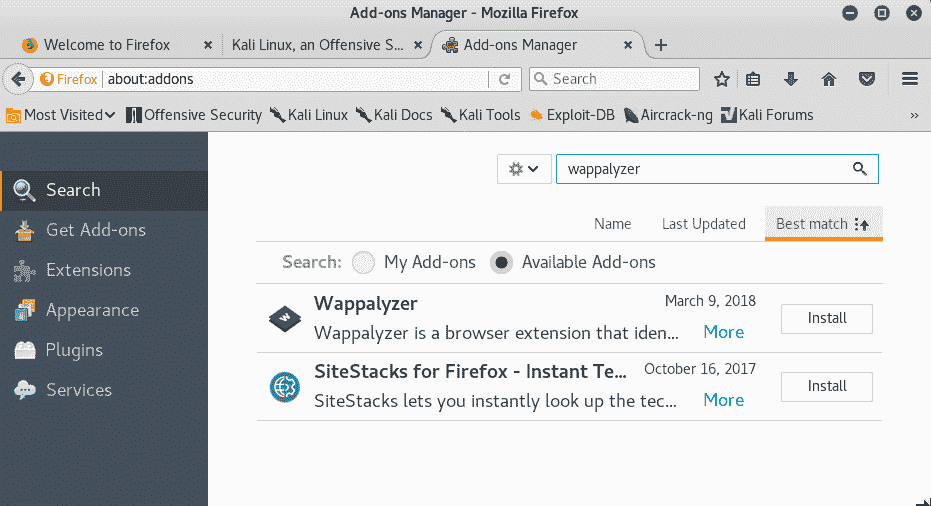 Add-ons Manager - Mozilla Firefox
Welcome to Firefox
Kali Linux, an Offensive S...
Add-ons Manager
Firefox
about:addons
Search
Most Visited
Offensive Security
Kali Linux
Kali Docs
Kali Tools
Exploit-DB
Aircrack-ng
Kali Forums
»
Search
Get Add-ons
Extensions
Appearance
Plugins
Services
wappalyzer
Name
Last Updated
Best match
Search:
My Add-ons
Available Add-ons
W
Wappalyzer
March 9, 2018
Wappalyzer is a browser extension that iden...
More
Install
SiteStacks for Firefox - Instant Te...
October 16, 2017
SiteStacks lets you instantly look up the tec...
More
Install